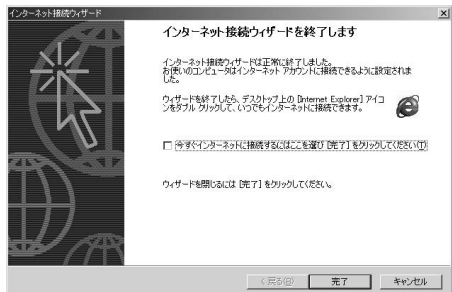 インターネット接続ウィザード
インターネット接続ウィザードを終了します
インターネット接続ウィザードは正常に終了しました。
お使いのコンピュータはインターネット アカウントに接続できるように設定されま
した。
ウィザードを終了したら、デスクトップ上の [Internet Explorer] アイコ
ンをダブル クリックして、いつでもインターネットに接続できます。
今すぐインターネットに接続するにはここを選び [完了] をクリックしてください(T)
ウィザードを閉じるには [完了] をクリックしてください。
< 戻る(B)
完了
キャンセル